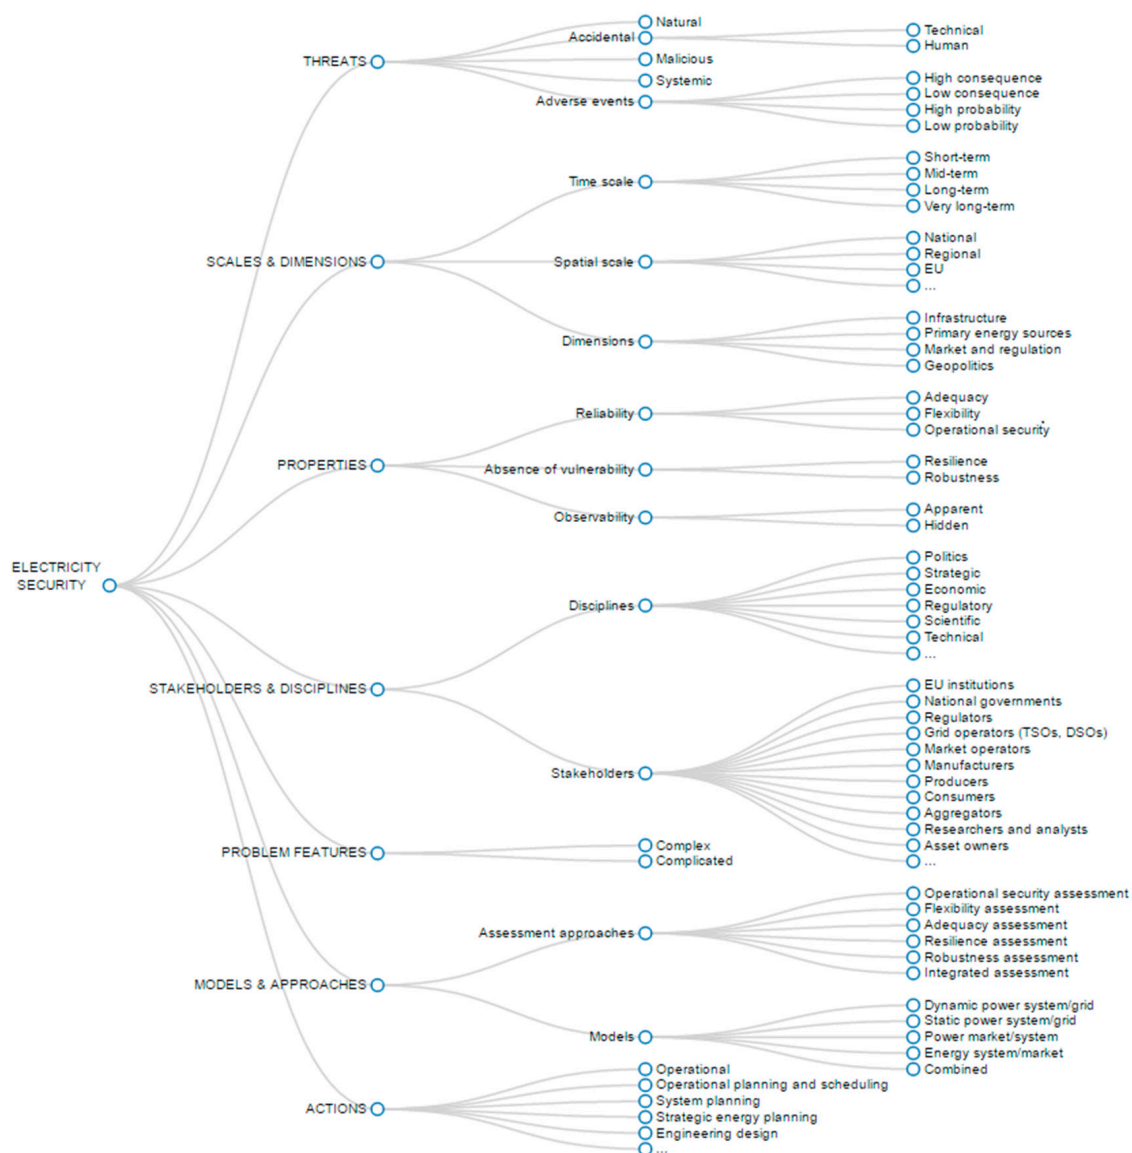 Natural
Accidental
Technical
Human
THREATS
Malicious
Systemic
Adverse events
High consequence
Low consequence
High probability
Low probability
Time scale
Short-term
Mid-term
Long-term
Very long-term
SCALES & DIMENSIONS
Spatial scale
National
Regional
EU
...
Dimensions
Infrastructure
Primary energy sources
Market and regulation
Geopolitics
Reliability
Adequacy
Flexibility
Operational security
PROPERTIES
Absence of vulnerability
Resilience
Robustness
Observability
Apparent
Hidden
ELECTRICITY
SECURITY
Disciplines
Politics
Strategic
Economic
Regulatory
Scientific
Technical
...
STAKEHOLDERS & DISCIPLINES
Stakeholders
EU institutions
National governments
Regulators
Grid operators (TSOs, DSOs)
Market operators
Manufacturers
Producers
Consumers
Aggregators
Researchers and analysts
Asset owners
...
PROBLEM FEATURES
Complex
Complicated
Assessment approaches
Operational security assessment
Flexibility assessment
Adequacy assessment
Resilience assessment
Robustness assessment
Integrated assessment
MODELS & APPROACHES
Models
Dynamic power system/grid
Static power system/grid
Power market/system
Energy system/market
Combined
ACTIONS
Operational
Operational planning and scheduling
System planning
Strategic energy planning
Engineering design
...